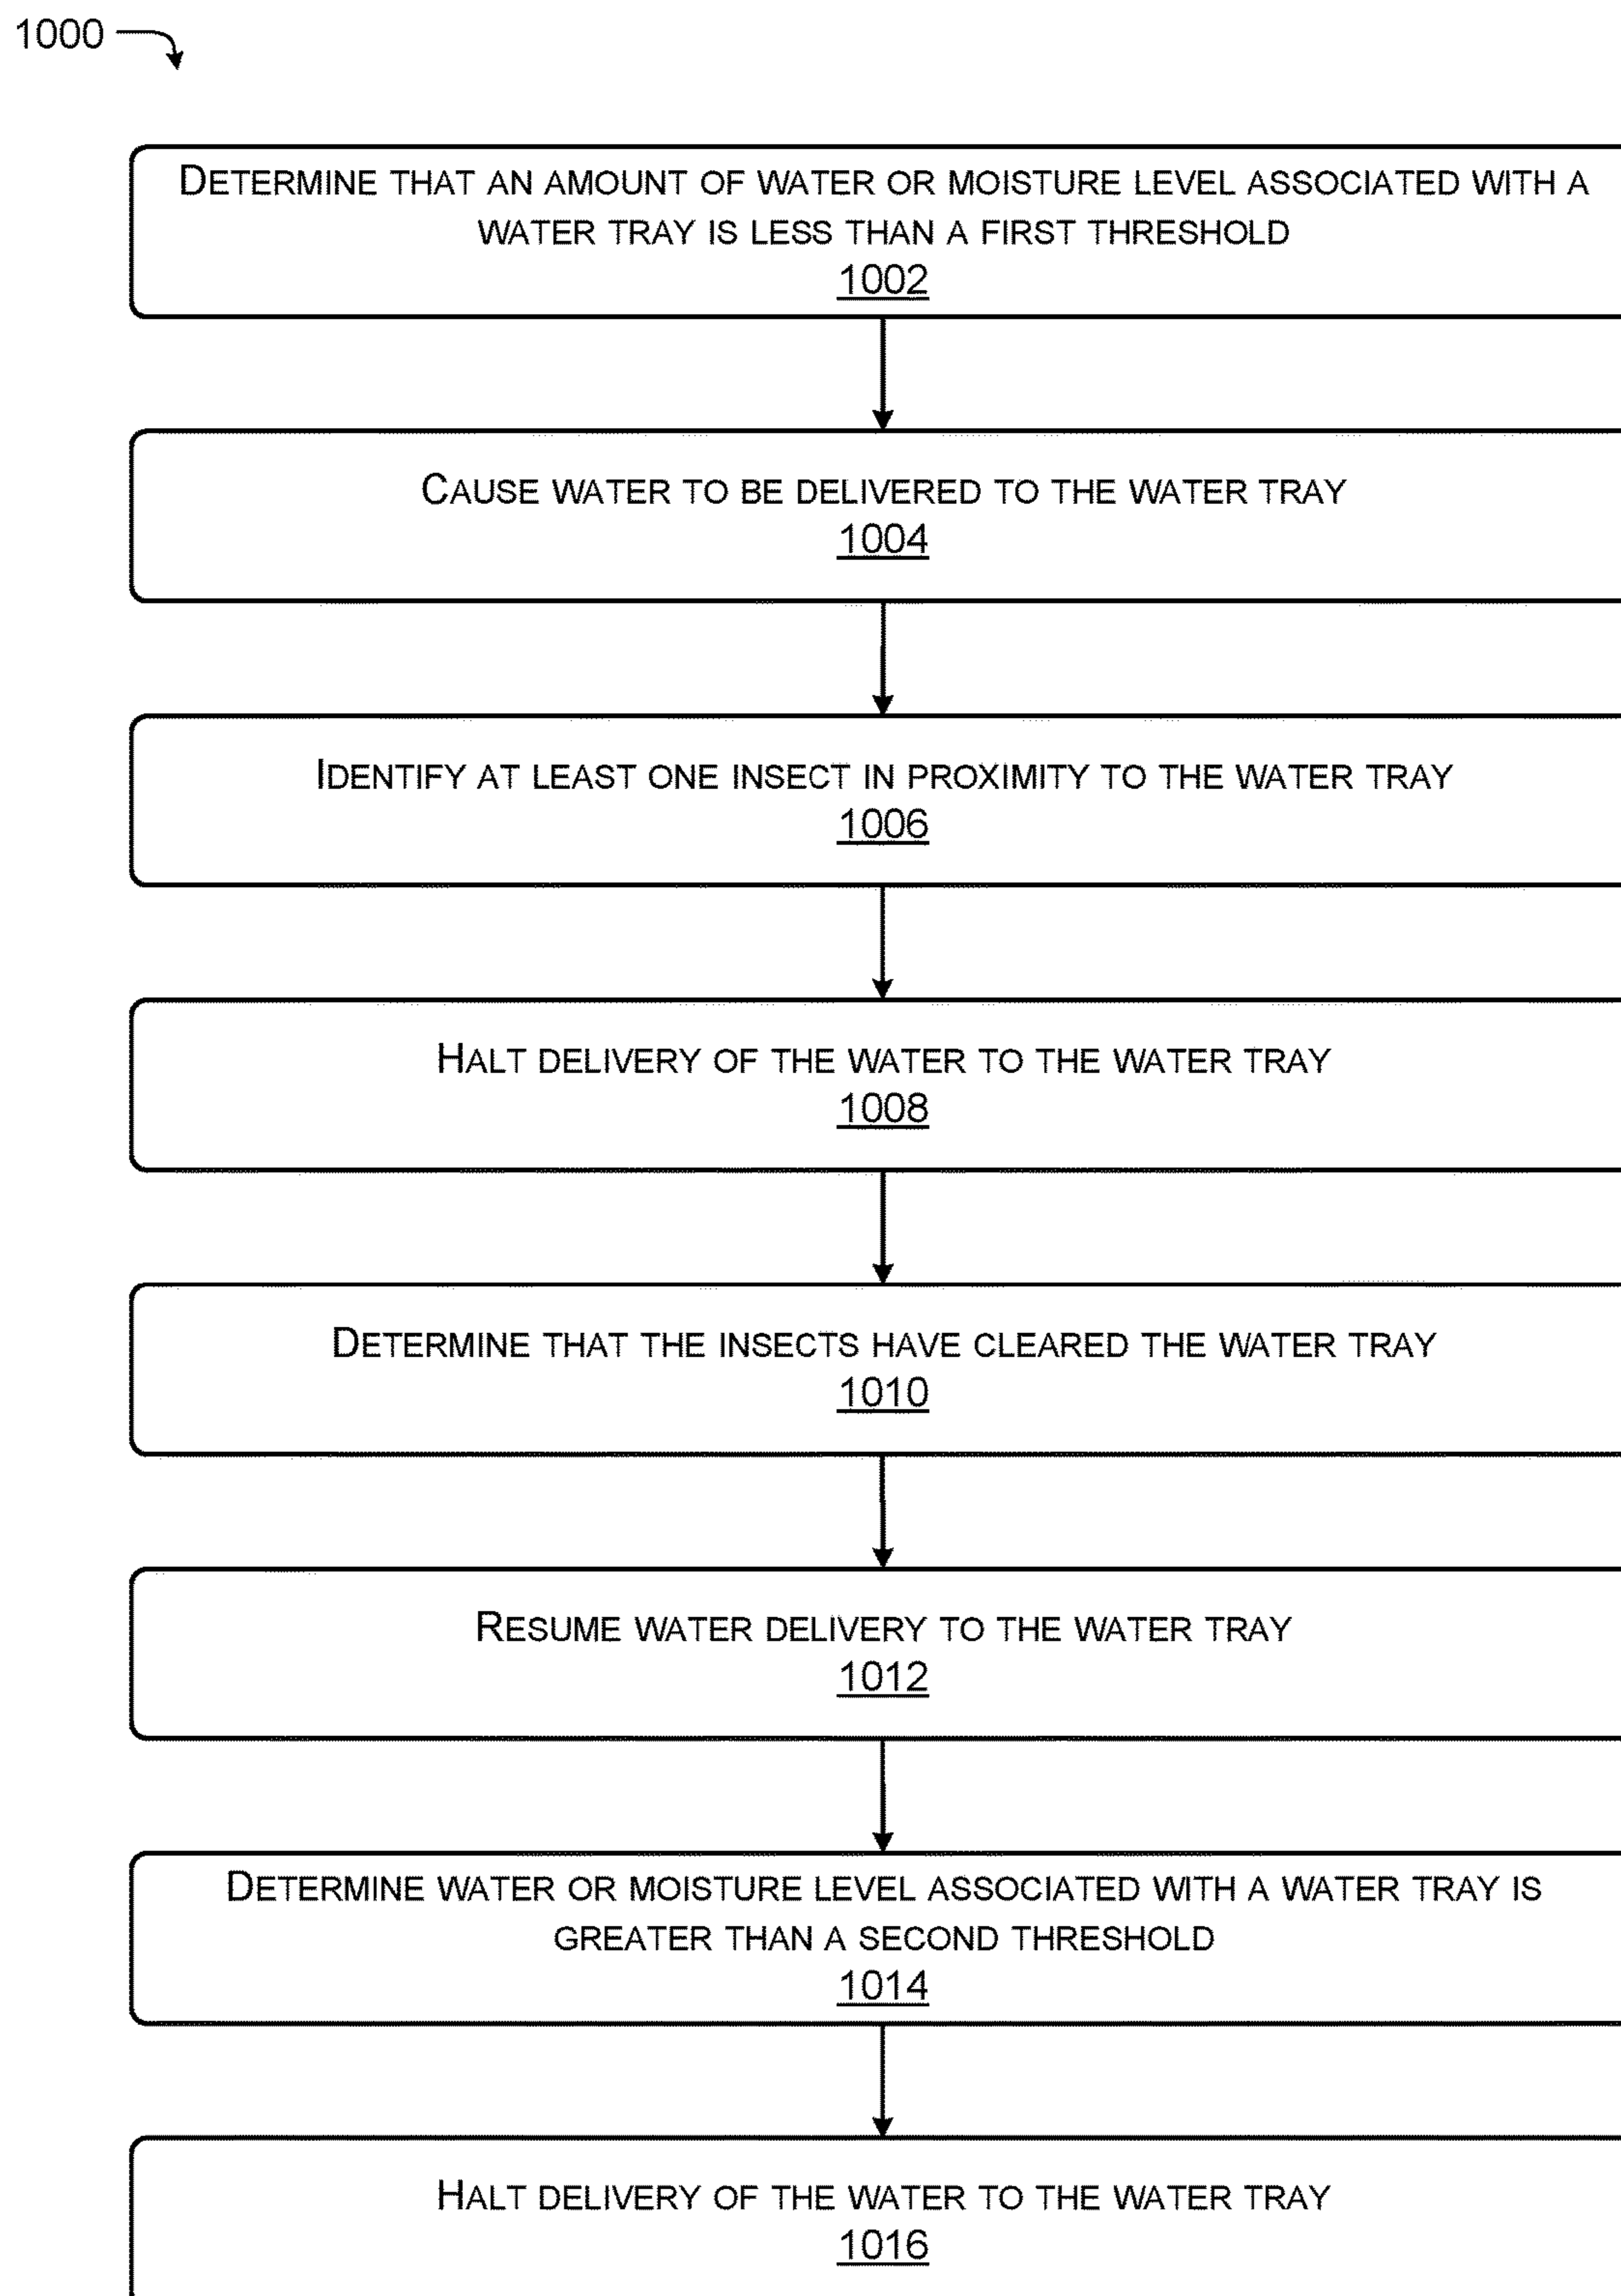 1000
DETERMINE THAT AN AMOUNT OF WATER OR MOISTURE LEVEL ASSOCIATED WITH A
WATER TRAY IS LESS THAN A FIRST THRESHOLD
1002
CAUSE WATER TO BE DELIVERED TO THE WATER TRAY
1004
IDENTIFY AT LEAST ONE INSECT IN PROXIMITY TO THE WATER TRAY
1006
HALT DELIVERY OF THE WATER TO THE WATER TRAY
1008
DETERMINE THAT THE INSECTS HAVE CLEARED THE WATER TRAY
1010
RESUME WATER DELIVERY TO THE WATER TRAY
1012
DETERMINE WATER OR MOISTURE LEVEL ASSOCIATED WITH A WATER TRAY IS
GREATER THAN A SECOND THRESHOLD
1014
HALT DELIVERY OF THE WATER TO THE WATER TRAY
1016